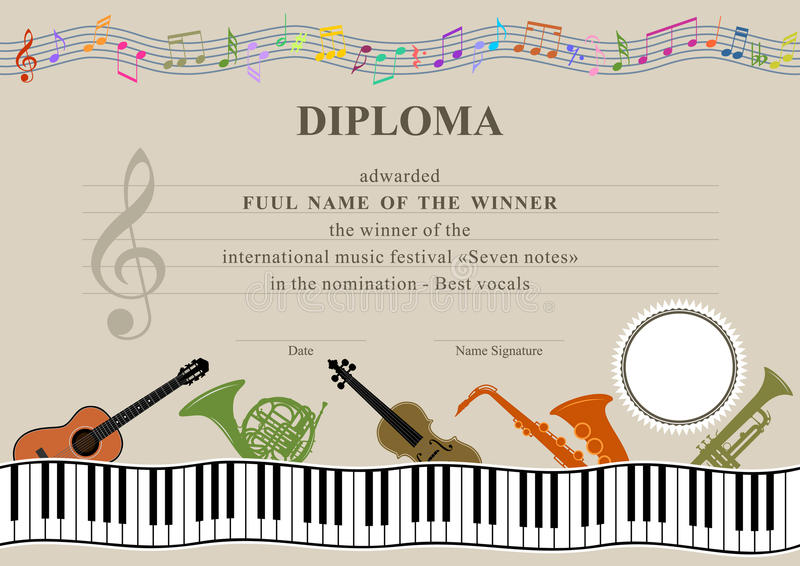 DIPLOMA
adwarded
FUUL NAME OF THE WINNER
the winner of the
international music festival «Seven notes»
in the nomination - Best vocals
Date
Name Signature
dreamstime